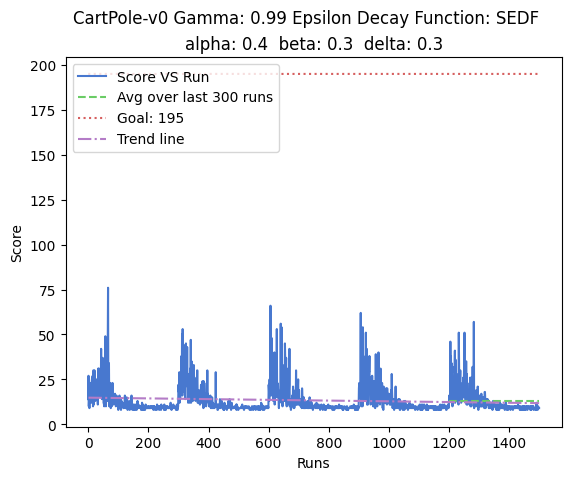 CartPole-v0 Gamma: 0.99 Epsilon Decay Function: SEDF
alpha: 0.4 beta: 0.3 delta: 0.3
Score VS Run
Avg over last 300 runs
Goal: 195
Trend line
200
175
150
125
100
75
50
25
0
Score
0 200 400 600 800 1000 1200 1400
Runs